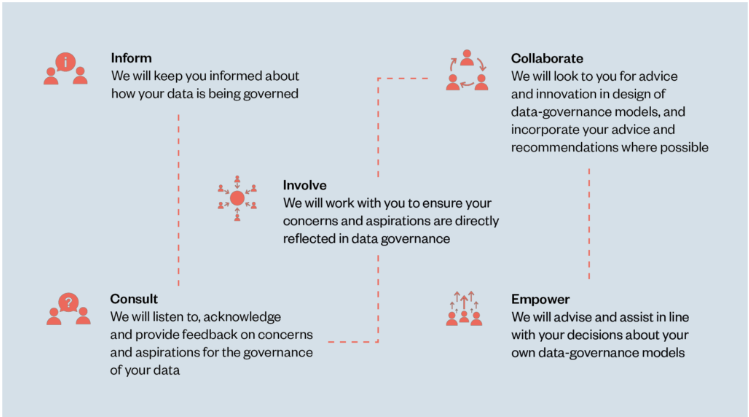 Inform
We will keep you informed about
how your data is being governed
Collaborate
We will look to you for advice
and innovation in design of
data-governance models, and
incorporate your advice and
recommendations where possible
Involve
We will work with you to ensure your
concerns and aspirations are directly
reflected in data governance
Consult
We will listen to, acknowledge
and provide feedback on concerns
and aspirations for the governance
of your data
Empower
We will advise and assist in line
with your decisions about your
own data-governance models